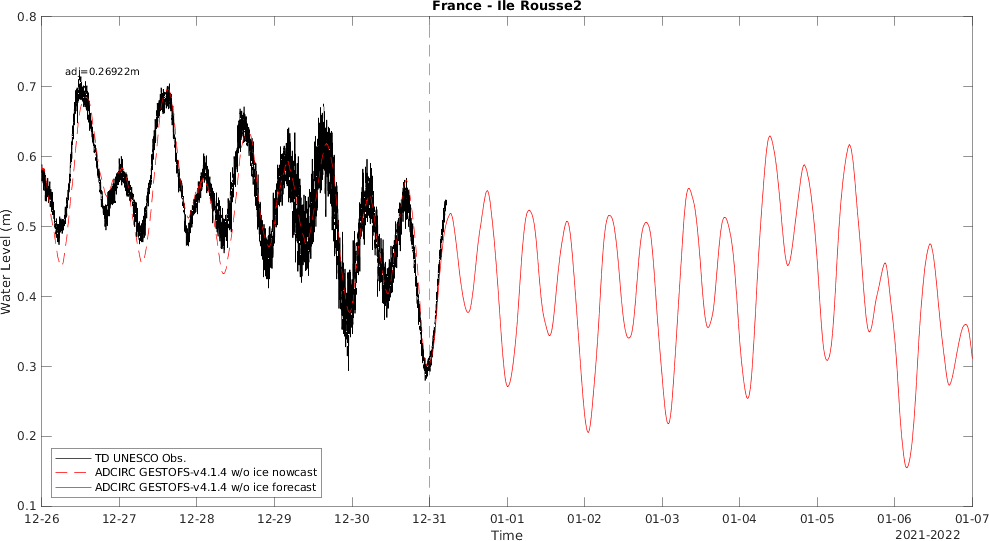 France - Ile Rousse2
adj=0.26922m
0.8
0.7
0.6
0.5
0.4
0.3
0.2
0.1
Water Level (m)
TD UNESCO Obs.
ADCIRC GESTOFS-v4.1.4 w/o ice nowcast
ADCIRC GESTOFS-v4.1.4 w/o ice forecast
12-26 12-27 12-28 12-29 12-30 12-31 01-01 01-02 01-03 01-04 01-05 01-06 01-07
Time
2021-2022